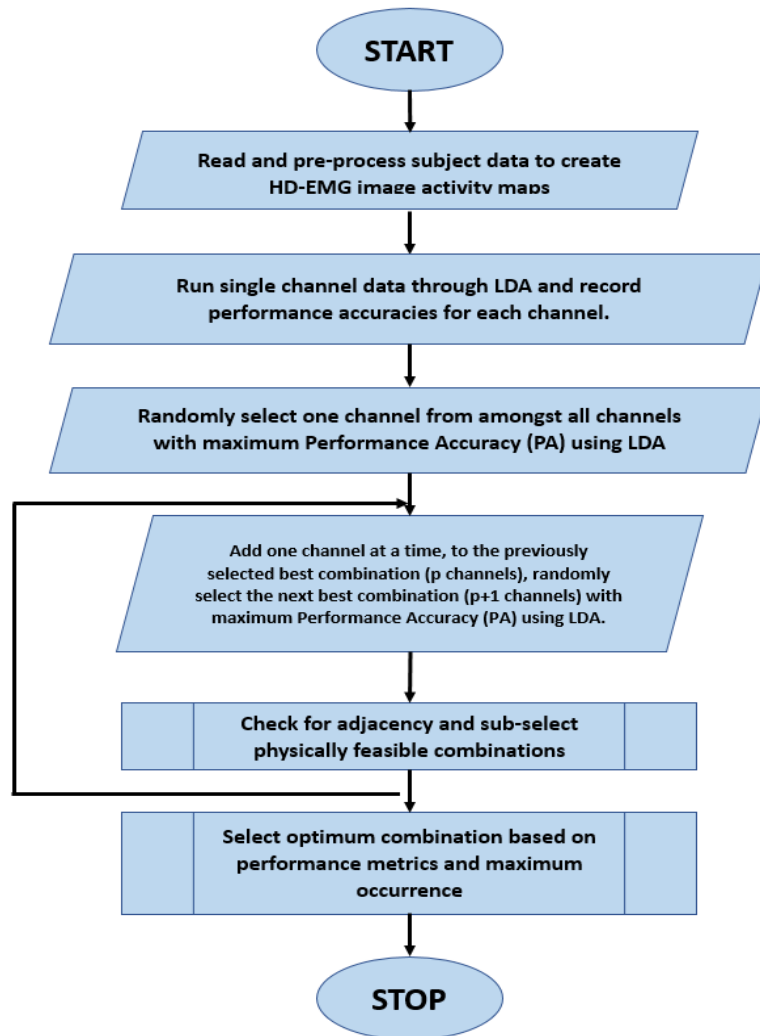 START
Read and pre-process subject data to create
HD-EMG image activity maps
Run single channel data through LDA and record
performance accuracies for each channel.
Randomly select one channel from amongst all channels
with maximum Performance Accuracy (PA) using LDA
Add one channel at a time, to the previously
selected best combination (p channels), randomly
select the next best combination (p+1 channels) with
maximum Performance Accuracy (PA) using LDA.
Check for adjacency and sub-select
physically feasible combinations
Select optimum combination based on
performance metrics and maximum
occurrence
STOP